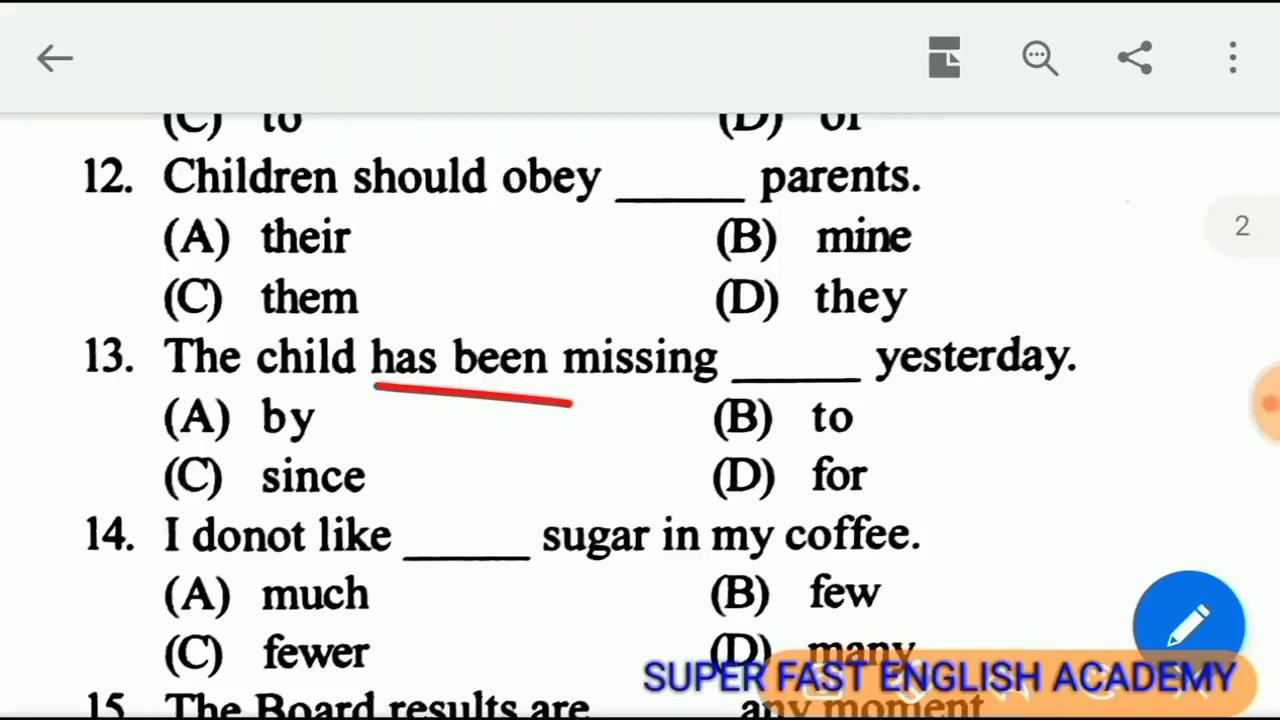 (C) to (D) of
12. Children should obey ______ parents.
(A) their (B) mine
(C) them (D) they
13. The child has been missing ______ yesterday.
(A) by (B) to
(C) since (D) for
14. I donot like ______ sugar in my coffee.
(A) much (B) few
(C) fewer (D) many
15. The Board results are ______ any moment
2
SUPER FAST ENGLISH ACADEMY